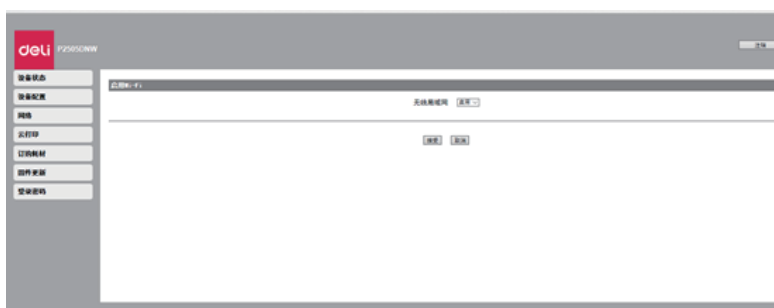 deli P2505DNW
注销
设备状态
设备配置
网络
云打印
订购耗材
固件更新
登录密码
启用Wi-Fi
无线局域网 启用
接受 取消